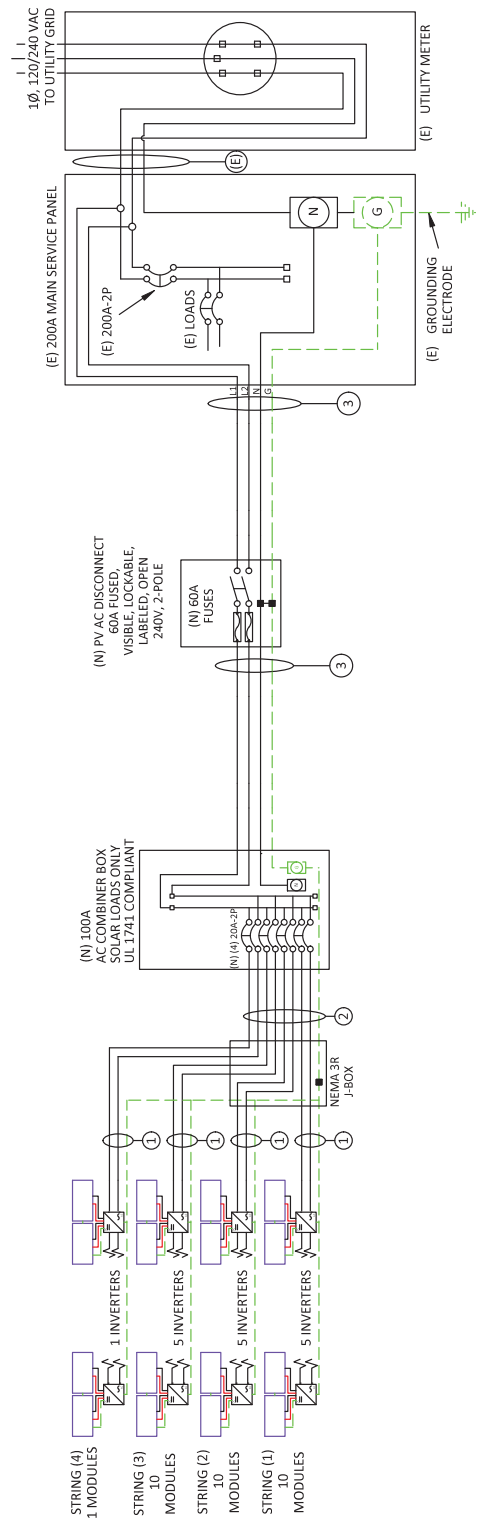 STRING (4)
1 MODULES
STRING (3)
10
MODULES
STRING (2)
10
MODULES
STRING (1)
10
MODULES
1 INVERTERS
5 INVERTERS
5 INVERTERS
5 INVERTERS
1
1
1
1
NEMA 3R
J-BOX
2
(N) 100A
AC COMBINER BOX
SOLAR LOADS ONLY
UL 1741 COMPLIANT
(N) (4) 20A-2P
3
(N) PV AC DISCONNECT
60A FUSED,
VISIBLE, LOCKABLE,
LABELED, OPEN
240V, 2-POLE
(N) 60A
FUSES
3
L1
L2
N
G
(E) 200A MAIN SERVICE PANEL
(E) 200A-2P
(E) LOADS
N
G
(E) GROUNDING
ELECTRODE
(E)
1Ø, 120/240 VAC
TO UTILITY GRID
(E) UTILITY METER